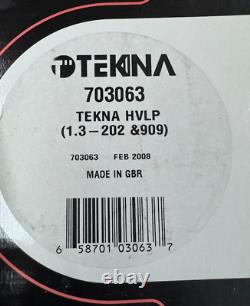 TEKNA
703063
TEKNA HVLP
(1.3-202 &909)
703063 FEB 2008
MADE IN GBR
6 58701 03063 7